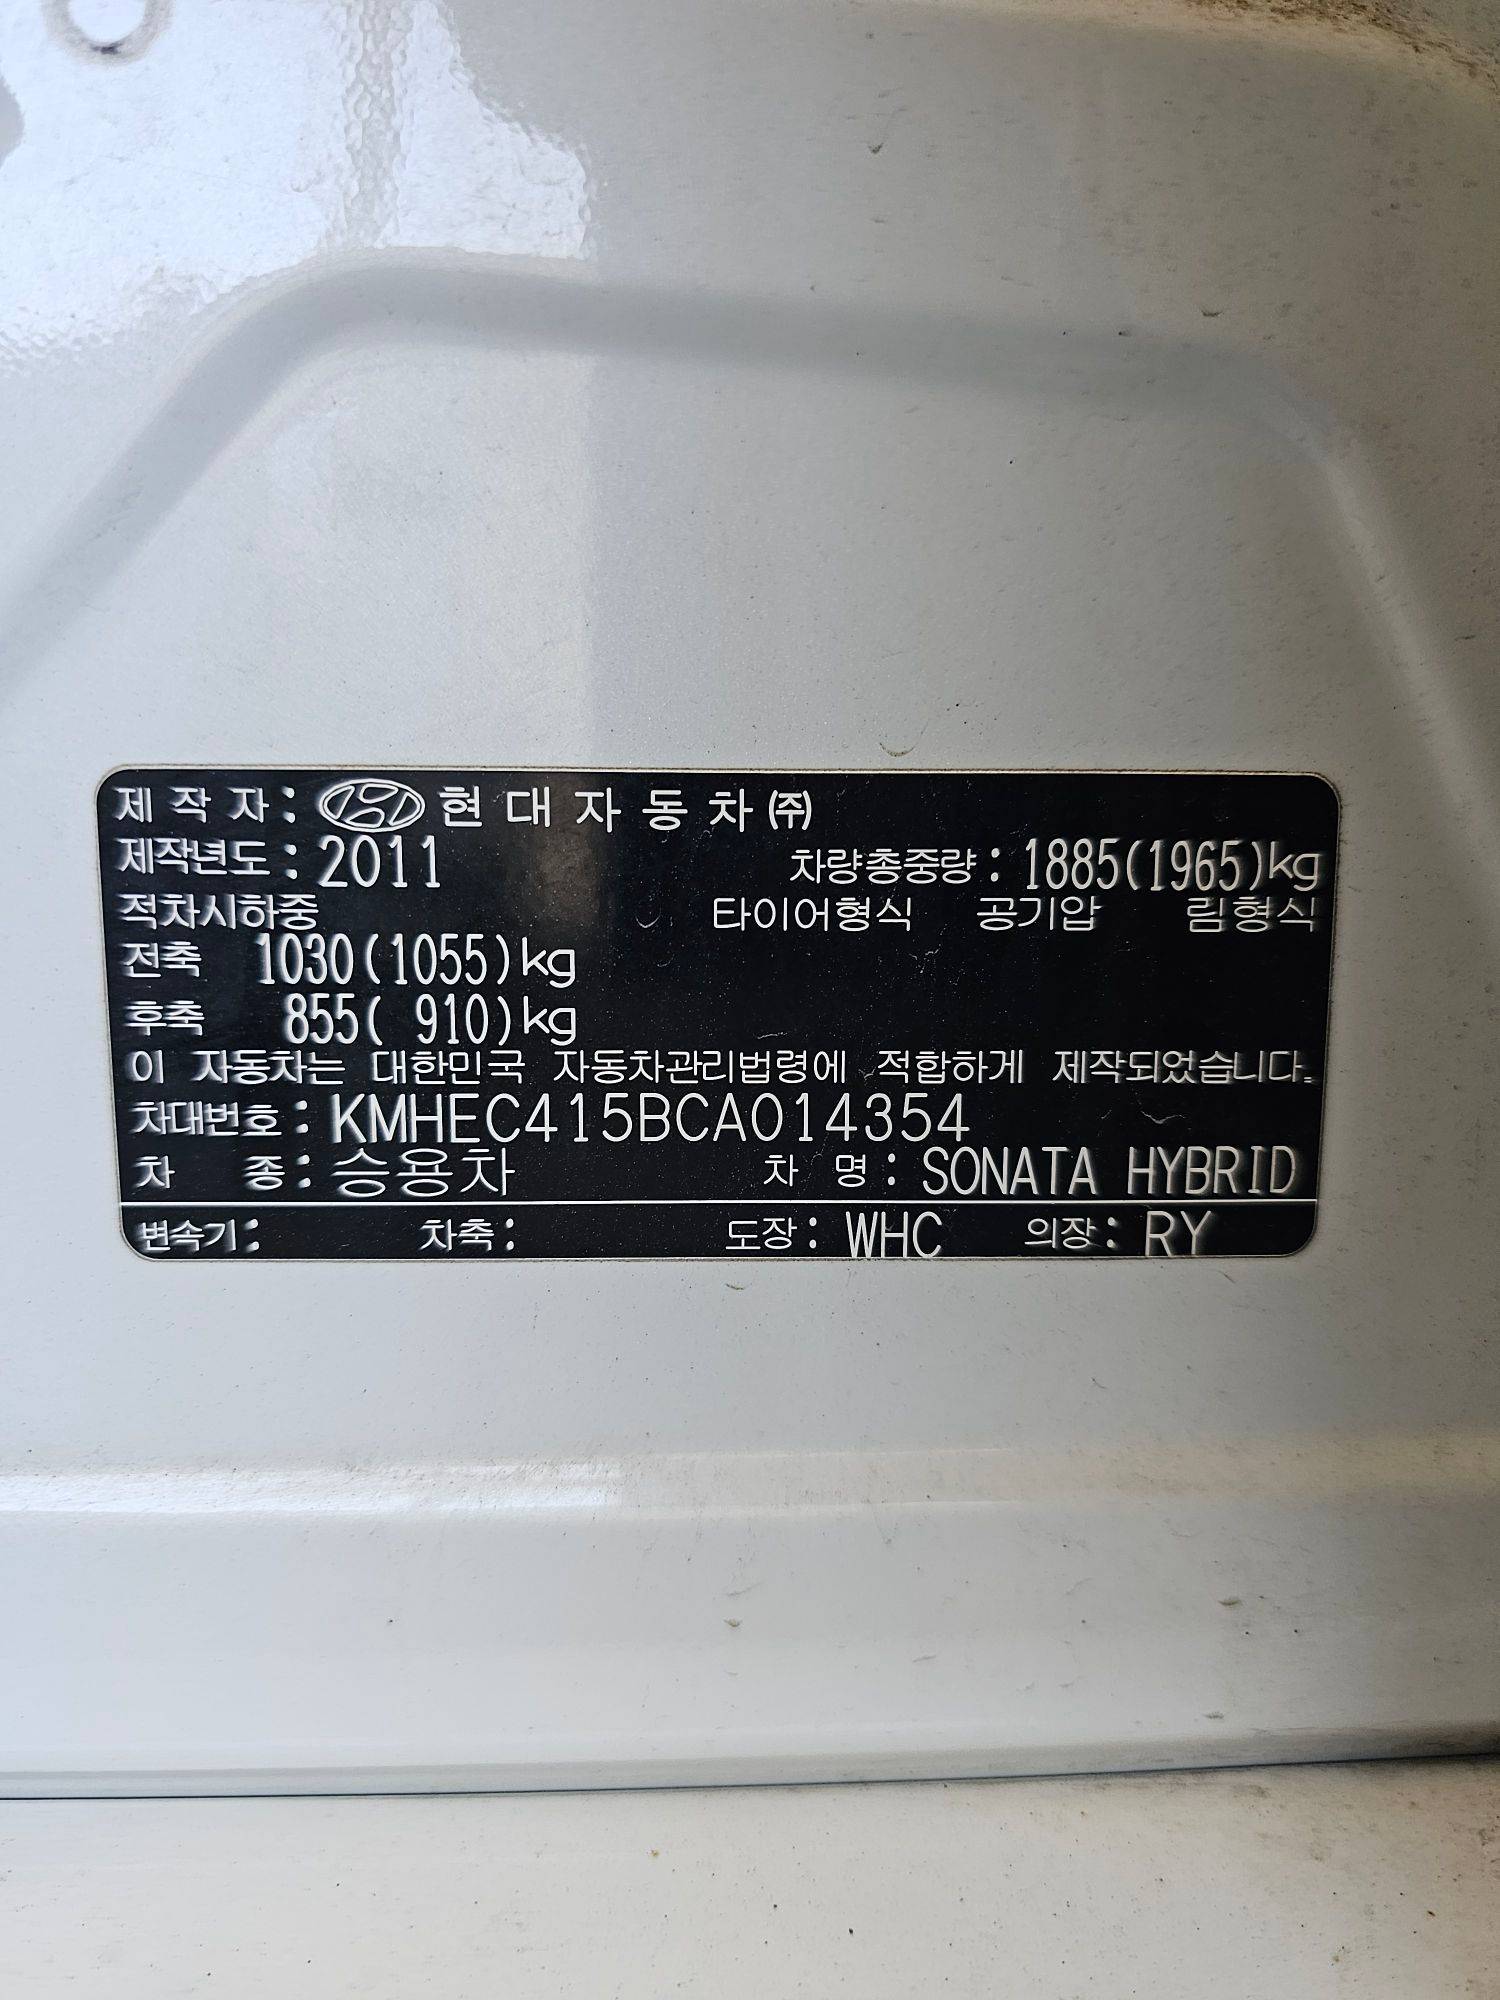 제 작 자 : 현 대 자 동 차 ㈜
제작년도 : 2011 차량총중량 : 1885(1965)kg
적차시하중 타이어형식 공기압 림형식
전축 1030(1055)kg
후축 855( 910)kg
이 자동차는 대한민국 자동차관리법령에 적합하게 제작되었습니다.
차대번호 : KMHEC415BCA014354
차 종 : 승용차 차 명 : SONATA HYBRID
변속기 : 차축 : 도장 : WHC 의장 : RY